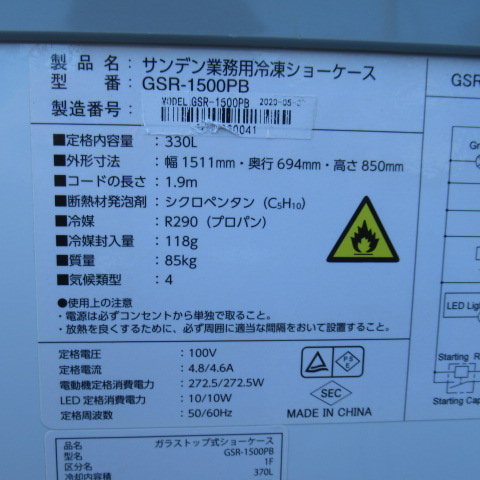 製品名：サンデン業務用冷凍ショーケース
型番：GSR-1500PB
MODEL.GSR-1500PB 2020-05-
製造番号： 0041
■定格内容量：330L
■外形寸法：幅1511mm・奥行694mm・高さ850mm
■コードの長さ：1.9m
■断熱材発泡剤：シクロペンタン（C₅H₁₀）
■冷媒：R290（プロパン）
■冷媒封入量：118g
■質量：85kg
■気候類型：4
●使用上の注意
・電源は必ずコンセントから単独で取ること。
・放熱を良くするために、必ず周囲に適当な間隔をおいて設置すること。
定格電圧：100V
定格電流：4.8/4.6A
電動機定格消費電力：272.5/272.5W
LED定格消費電力：10/10W
定格周波数：50/60Hz
PS
E
SEC
MADE IN CHINA
品名 ガラストップ式ショーケース
型名 GSR-1500PB
区分名 1F
冷却内容積 370L
GSR
LED Ligh
Starting R
Starting Cap